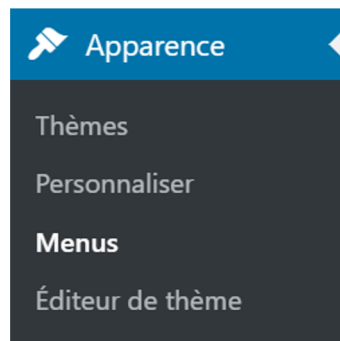 Apparence
Thèmes
Personnaliser
Menus
Éditeur de thème